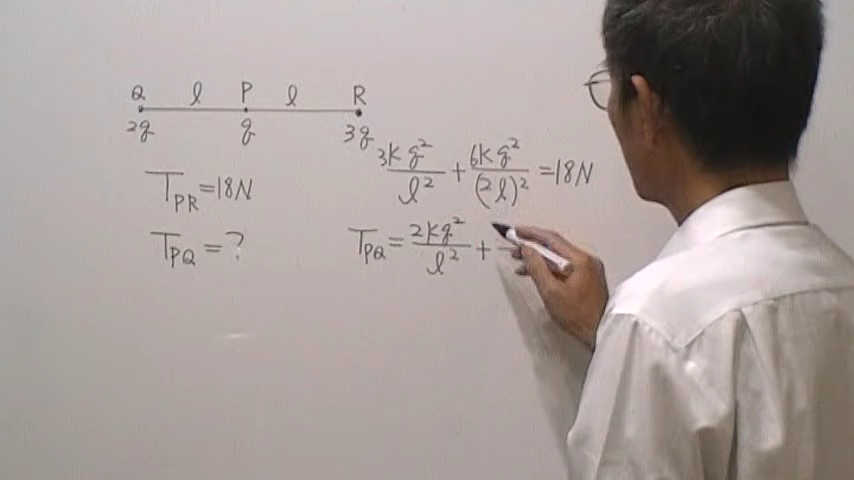 Q l P l R
2q q 3q
3kq²/l² + 6kq²/(2l)² = 18N
T_PR = 18N
T_PQ = ?
T_PQ = 2kq²/l² +